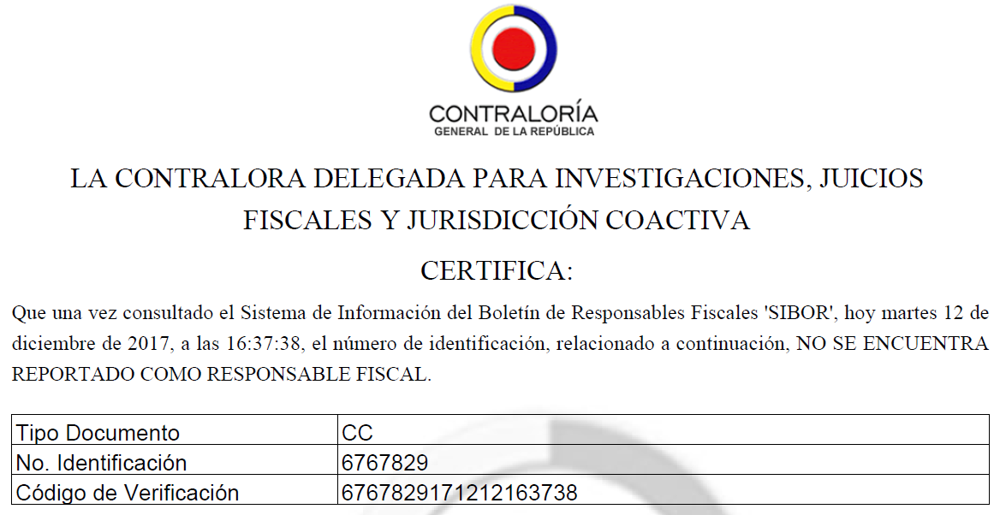 CONTRALORÍA
GENERAL DE LA REPÚBLICA
LA CONTRALORA DELEGADA PARA INVESTIGACIONES, JUICIOS
FISCALES Y JURISDICCIÓN COACTIVA
CERTIFICA:
Que una vez consultado el Sistema de Información del Boletín de Responsables Fiscales 'SIBOR', hoy martes 12 de
diciembre de 2017, a las 16:37:38, el número de identificación, relacionado a continuación, NO SE ENCUENTRA
REPORTADO COMO RESPONSABLE FISCAL.
Tipo Documento CC
No. Identificación 6767829
Código de Verificación 6767829171212163738